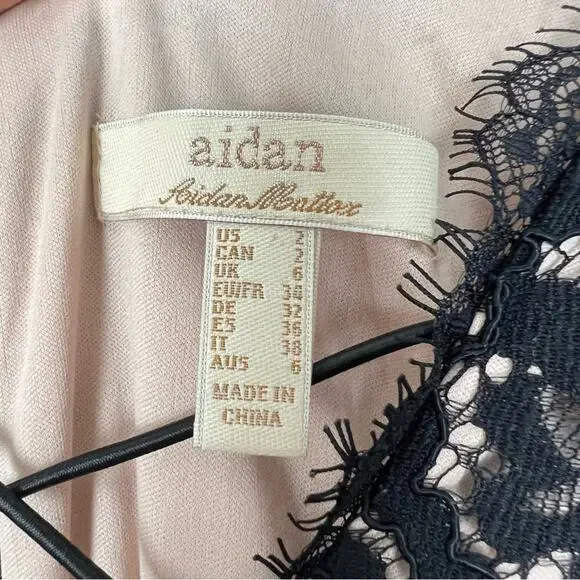 aidan
Aidan Mattox
US 2
CAN 2
UK 6
EU/FR 34
DE 32
ES 36
IT 38
AUS 6
MADE IN
CHINA